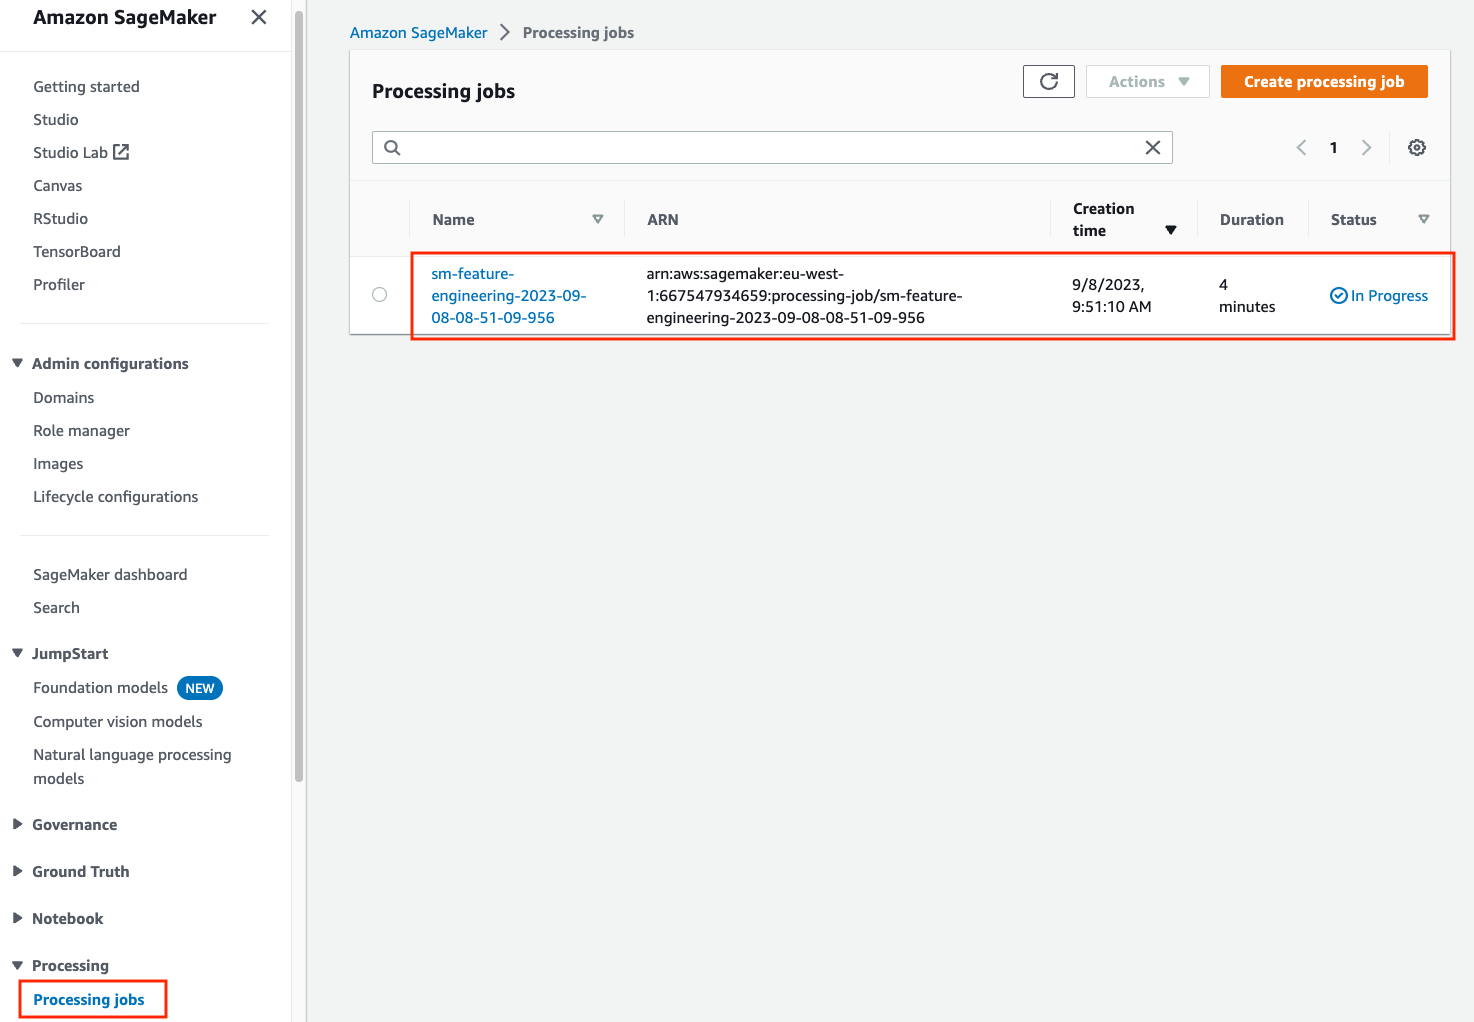 Amazon SageMaker
Getting started
Studio
Studio Lab
Canvas
RStudio
TensorBoard
Profiler
Admin configurations
Domains
Role manager
Images
Lifecycle configurations
SageMaker dashboard
Search
JumpStart
Foundation models NEW
Computer vision models
Natural language processing
models
Governance
Ground Truth
Notebook
Processing
Processing jobs
Amazon SageMaker > Processing jobs
Processing jobs
Actions
Create processing job
1
Name
ARN
Creation
time
Duration
Status
sm-feature-
engineering-2023-09-
08-08-51-09-956
arn:aws:sagemaker:eu-west-
1:667547934659:processing-job/sm-feature-
engineering-2023-09-08-08-51-09-956
9/8/2023,
9:51:10 AM
4
minutes
In Progress